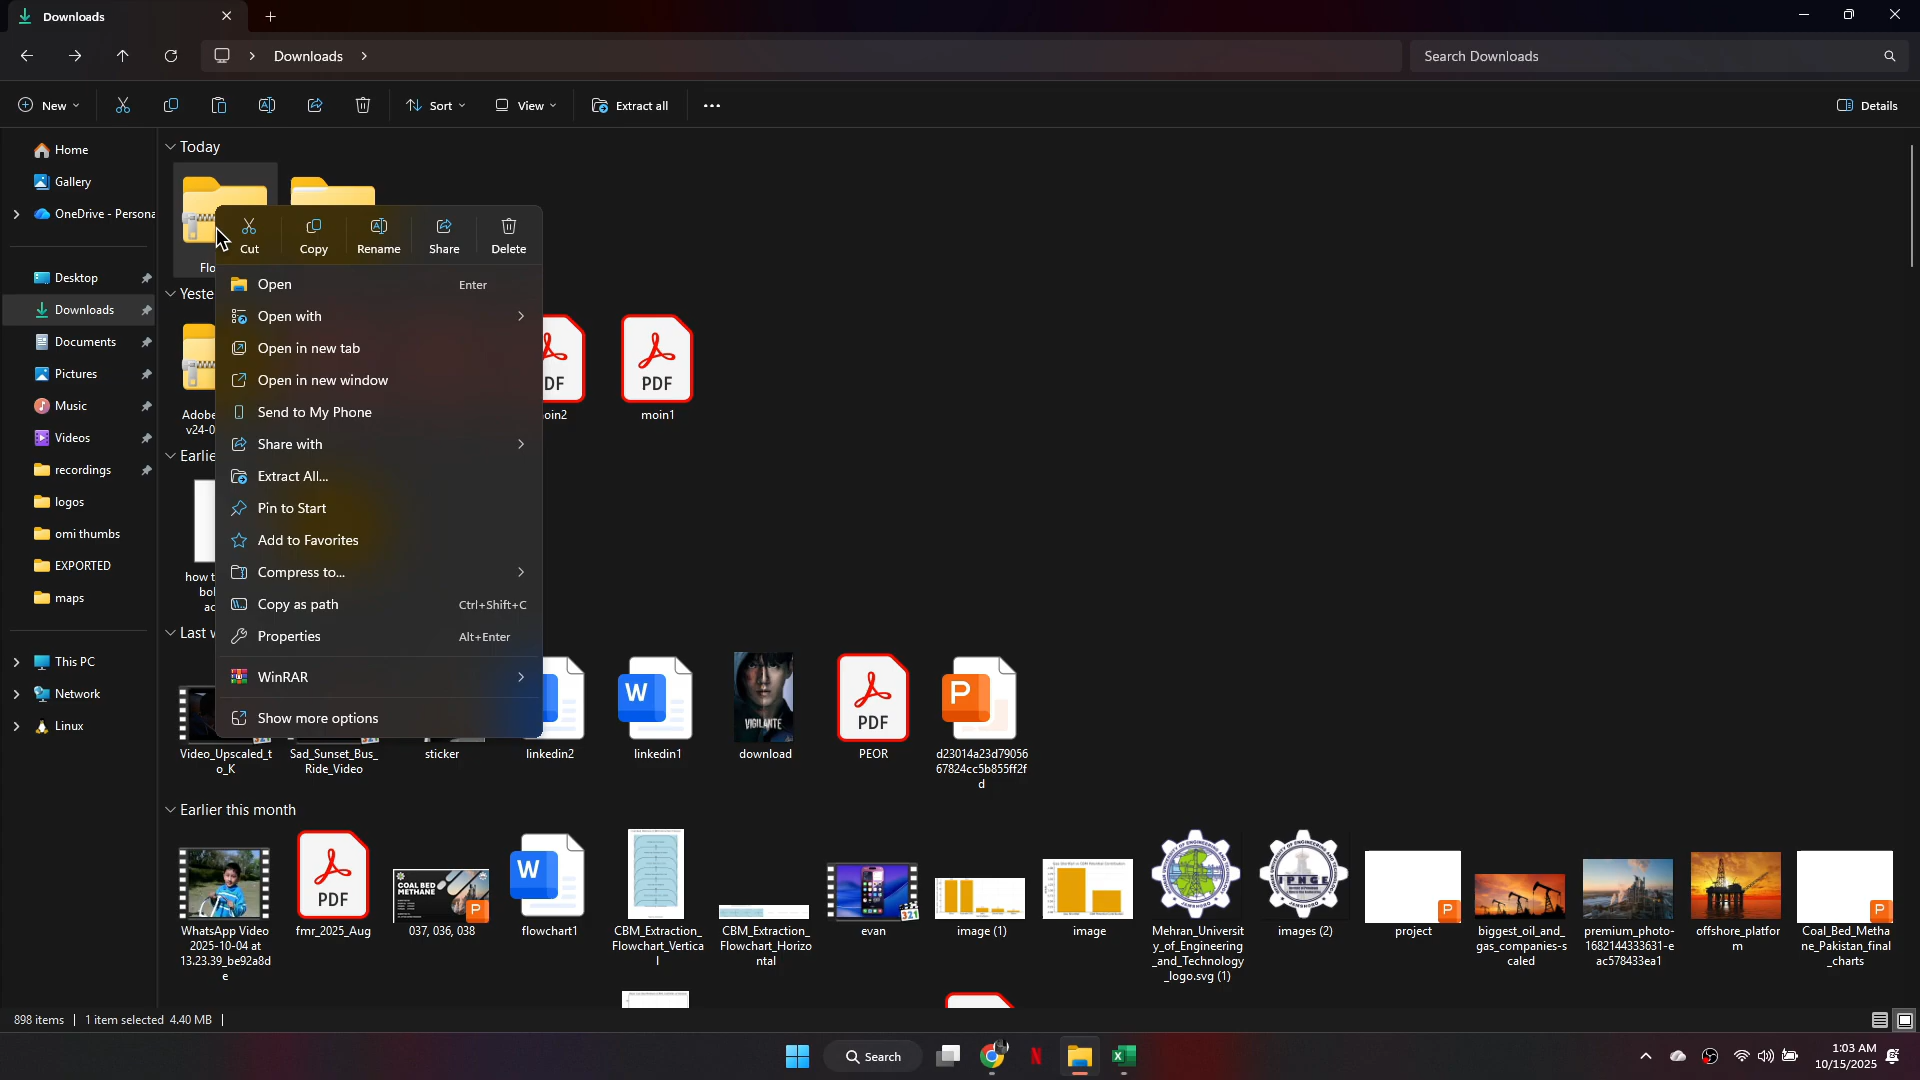 Downloads
Downloads
Search Downloads
New
Sort
View
Extract all
Details
Home
Gallery
OneDrive - Persona
Desktop
Downloads
Documents
Pictures
Music
Videos
recordings
logos
omi thumbs
EXPORTED
maps
This PC
Network
Linux
Today
Flo
Cut
Copy
Rename
Share
Delete
Open Enter
Open with
Open in new tab
Open in new window
Send to My Phone
Share with
Extract All...
Pin to Start
Add to Favorites
Compress to...
Copy as path Ctrl+Shift+C
Properties Alt+Enter
WinRAR
Show more options
Yeste
Adobe
v24-0
DF
oin2
PDF
moin1
Earlie
how t
bol
ac
Last w
Video_Upscaled_t
o_K
Sad_Sunset_Bus_
Ride_Video
sticker
linkedin2
W
linkedin1
VIGILANTE
download
PDF
PEOR
P
d23014a23d79056
67824cc5b855ff2f
d
Earlier this month
WhatsApp Video
2025-10-04 at
13.23.39_be92a8d
e
PDF
fmr_2025_Aug
COAL BED
METHANE
P
037, 036, 038
W
flowchart1
CBM_Extraction_
Flowchart_Vertica
l
CBM_Extraction_
Flowchart_Horizo
ntal
321
evan
image (1)
image
Mehran_Universit
y_of_Engineering
_and_Technology
_logo.svg (1)
IPNGE
JAMSHORO
images (2)
P
project
biggest_oil_and_
gas_companies-s
caled
premium_photo-
1682144333631-e
ac578433ea1
offshore_platfor
m
P
Coal_Bed_Metha
ne_Pakistan_final
_charts
898 items
1 item selected 4.40 MB
Search
N
1:03 AM
10/15/2025